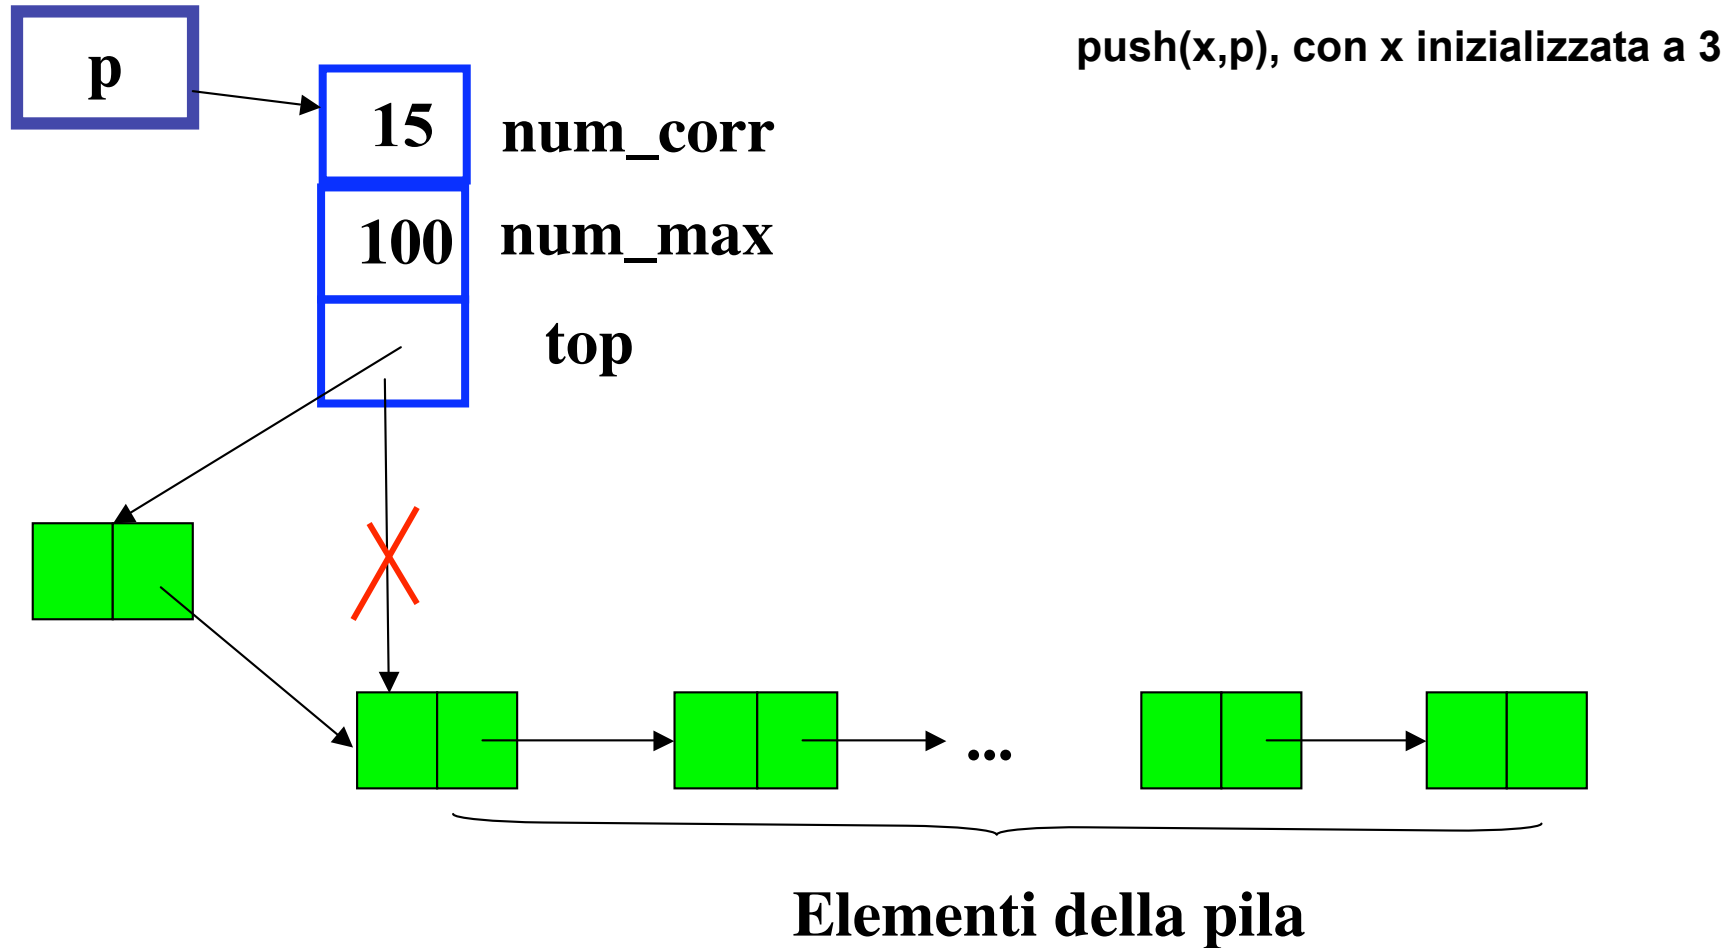 push(x,p), con x inizializzata a 3
p
15
num_corr
100
num_max
top
...
Elementi della pila